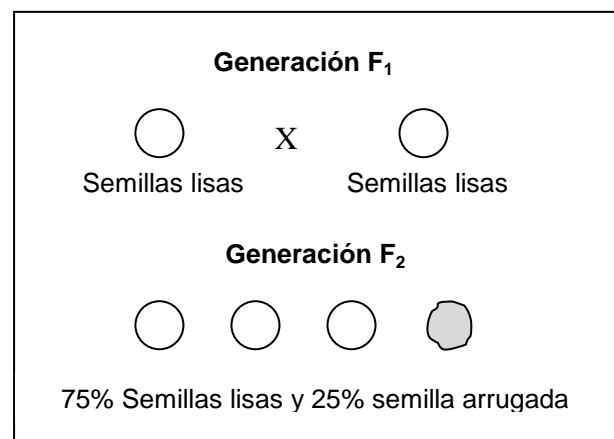 Generación F₁
X
Semillas lisas Semillas lisas
Generación F₂
75% Semillas lisas y 25% semilla arrugada